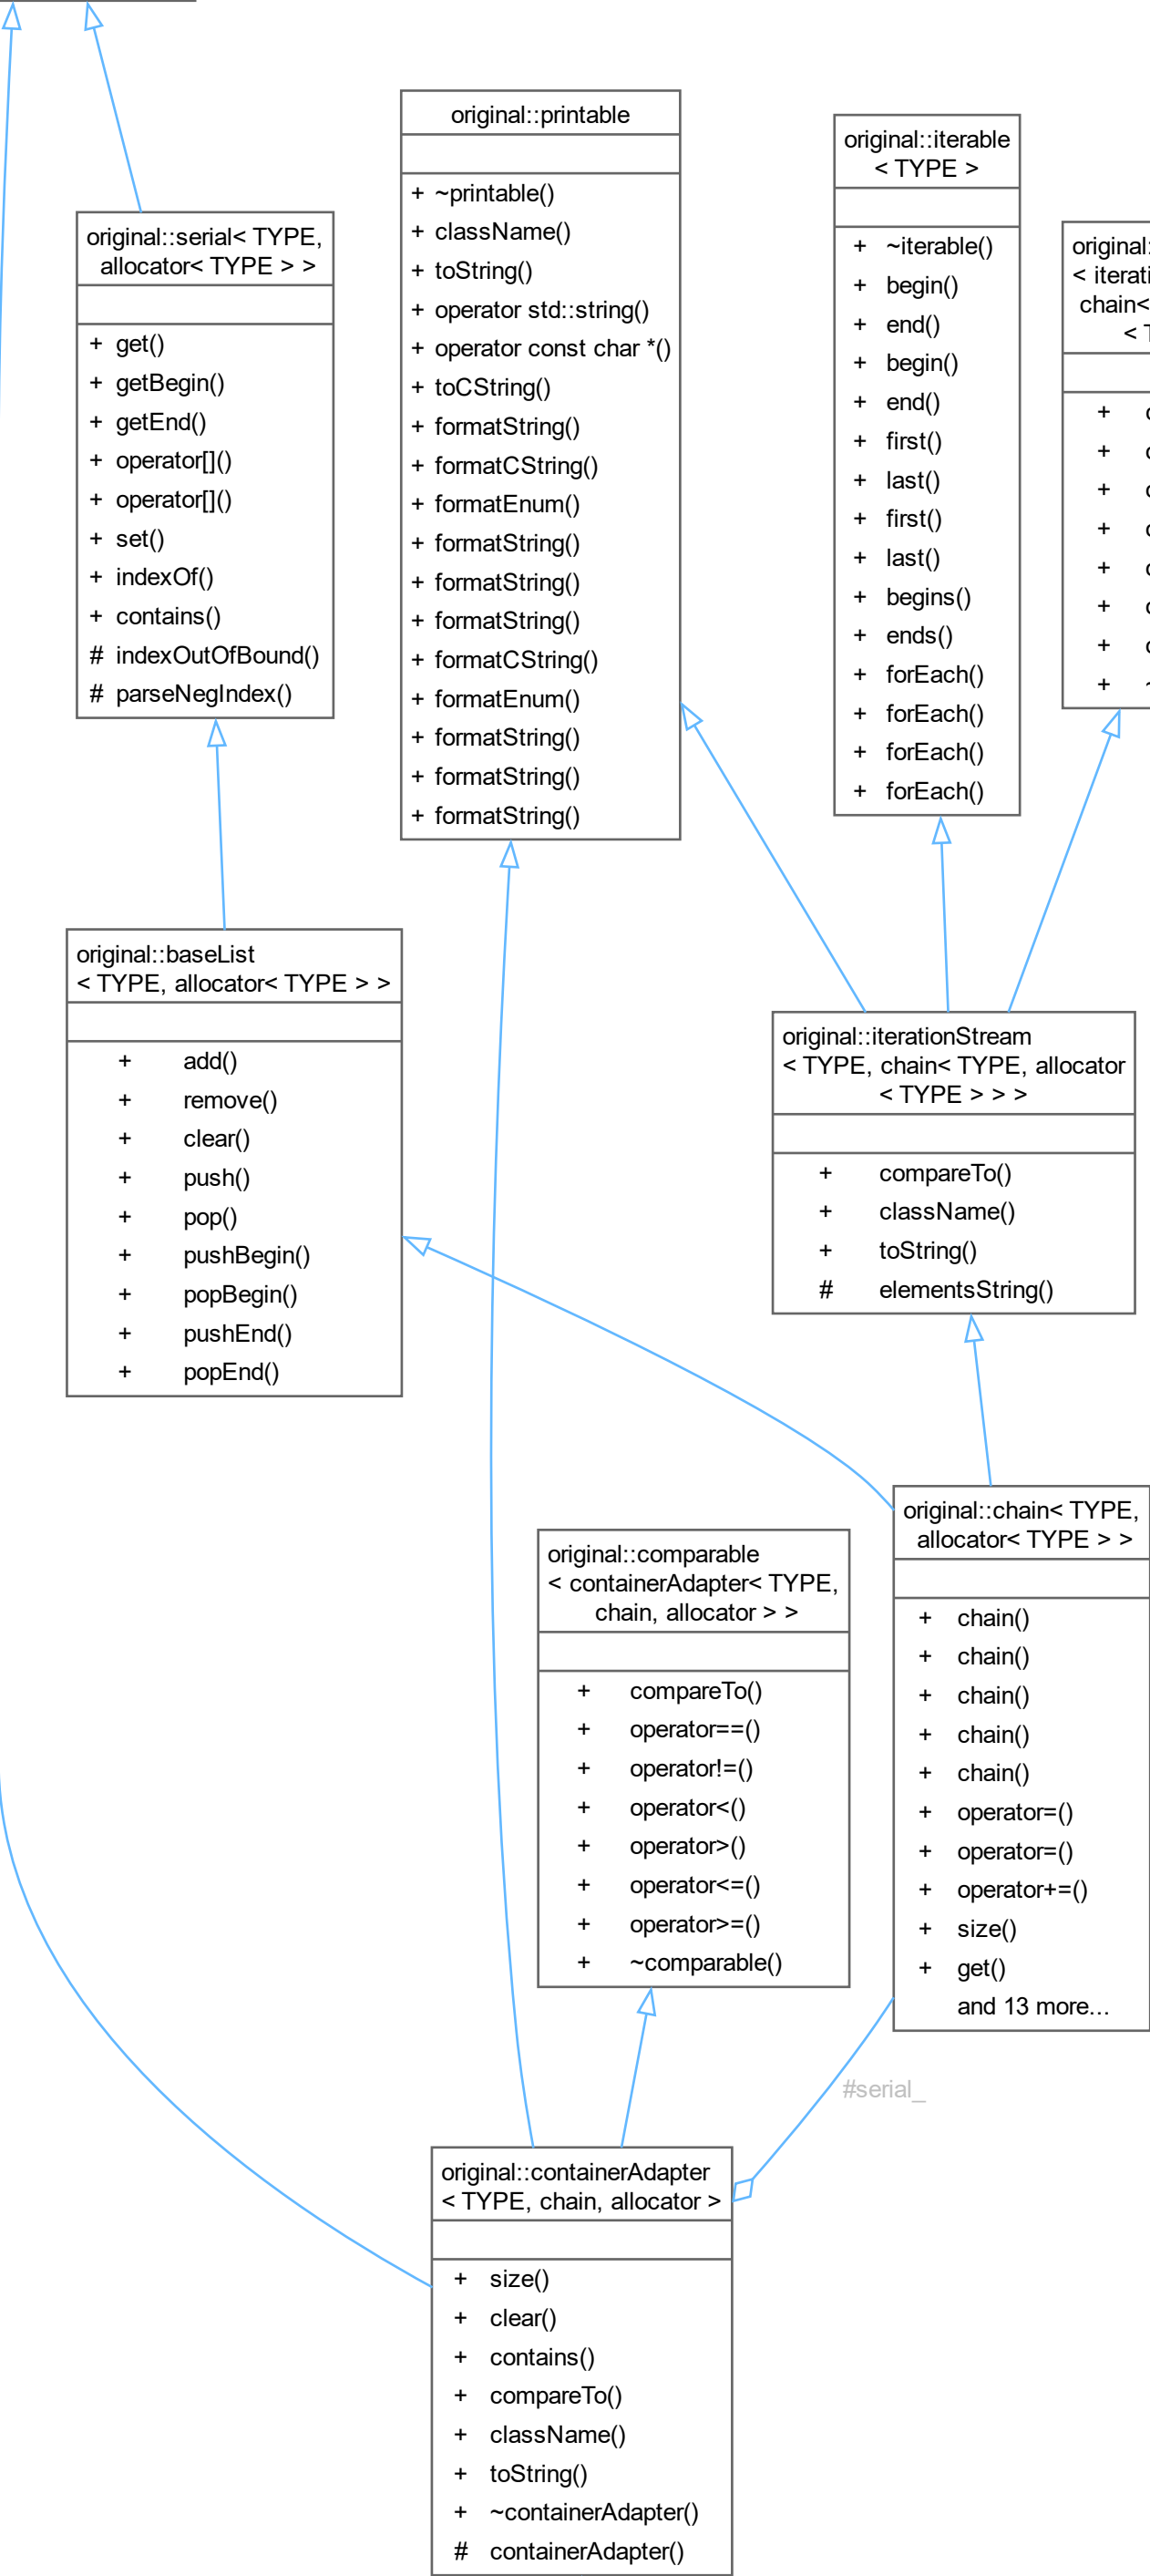 original::printable
+ ~printable()
+ className()
+ toString()
+ operator std::string()
+ operator const char *()
+ toCString()
+ formatString()
+ formatCString()
+ formatEnum()
+ formatString()
+ formatString()
+ formatString()
+ formatCString()
+ formatEnum()
+ formatString()
+ formatString()
+ formatString()
original::iterable
< TYPE >
+ ~iterable()
+ begin()
+ end()
+ begin()
+ end()
+ first()
+ last()
+ first()
+ last()
+ begins()
+ ends()
+ forEach()
+ forEach()
+ forEach()
+ forEach()
original::serial< TYPE,
allocator< TYPE > >
+ get()
+ getBegin()
+ getEnd()
+ operator[]()
+ operator[]()
+ set()
+ indexOf()
+ contains()
# indexOutOfBound()
# parseNegIndex()
original:
<
chain<
<
+
+
+
+
+
+
+
+ ~
original::baseList
< TYPE, allocator< TYPE > >
+ add()
+ remove()
+ clear()
+ push()
+ pop()
+ pushBegin()
+ popBegin()
+ pushEnd()
+ popEnd()
original::iterationStream
< TYPE, chain< TYPE, allocator
< TYPE > > >
+ compareTo()
+ className()
+ toString()
# elementsString()
original::chain< TYPE,
allocator< TYPE > >
+ chain()
+ chain()
+ chain()
+ chain()
+ chain()
+ operator=()
+ operator=()
+ operator+=()
+ size()
+ get()
and 13 more...
original::comparable
< containerAdapter< TYPE,
chain, allocator > >
+ compareTo()
+ operator==()
+ operator!=()
+ operator<()
+ operator>()
+ operator<=()
+ operator>=()
+ ~comparable()
#serial_
original::containerAdapter
< TYPE, chain, allocator >
+ size()
+ clear()
+ contains()
+ compareTo()
+ className()
+ toString()
+ ~containerAdapter()
# containerAdapter()